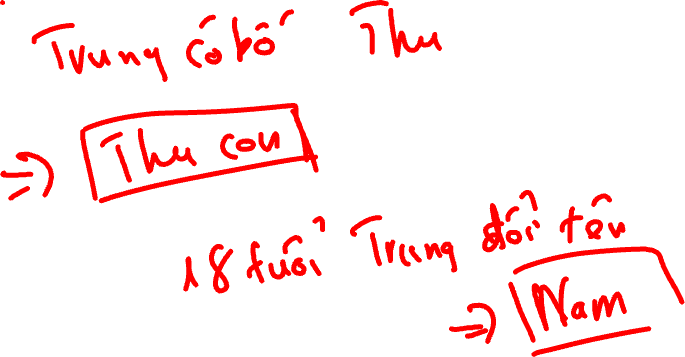 Trung có bố Thu
=> Thu con
18 tuổi Trung đổi tên
=> Nam